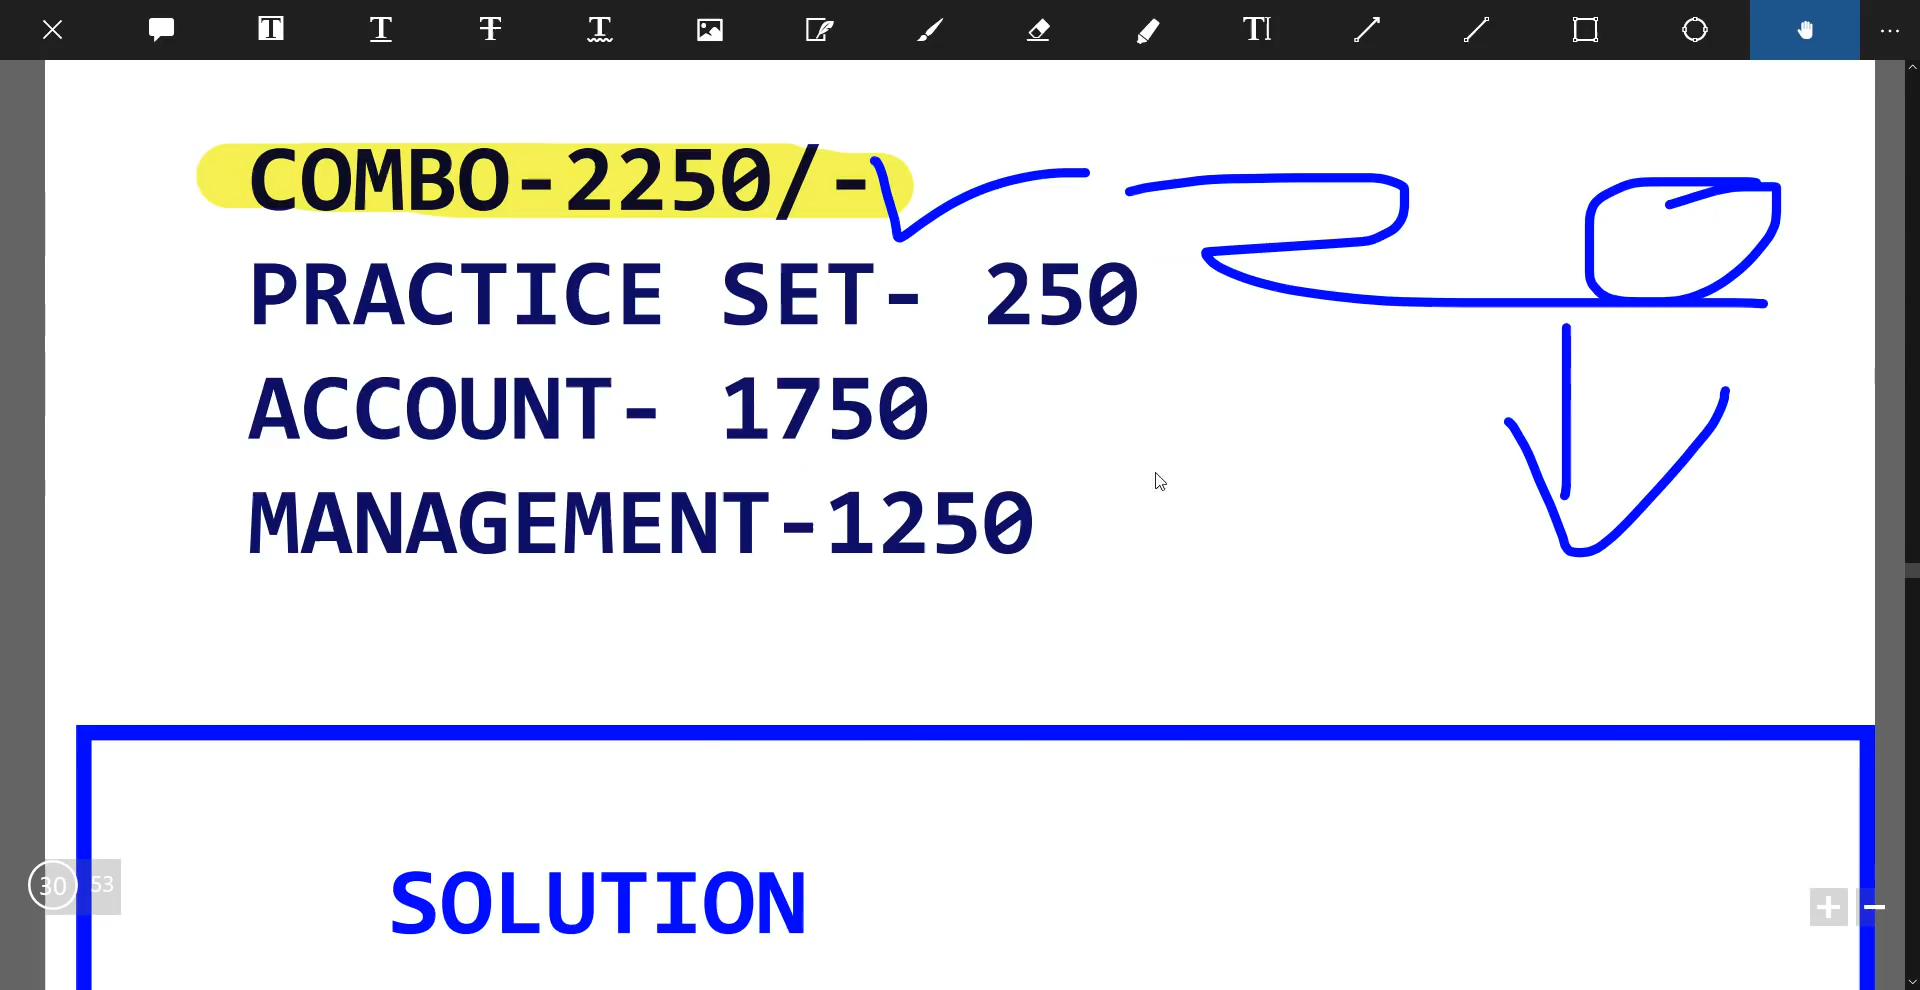 COMBO-2250/-
PRACTICE SET- 250
ACCOUNT- 1750
MANAGEMENT-1250
SOLUTION
30 53